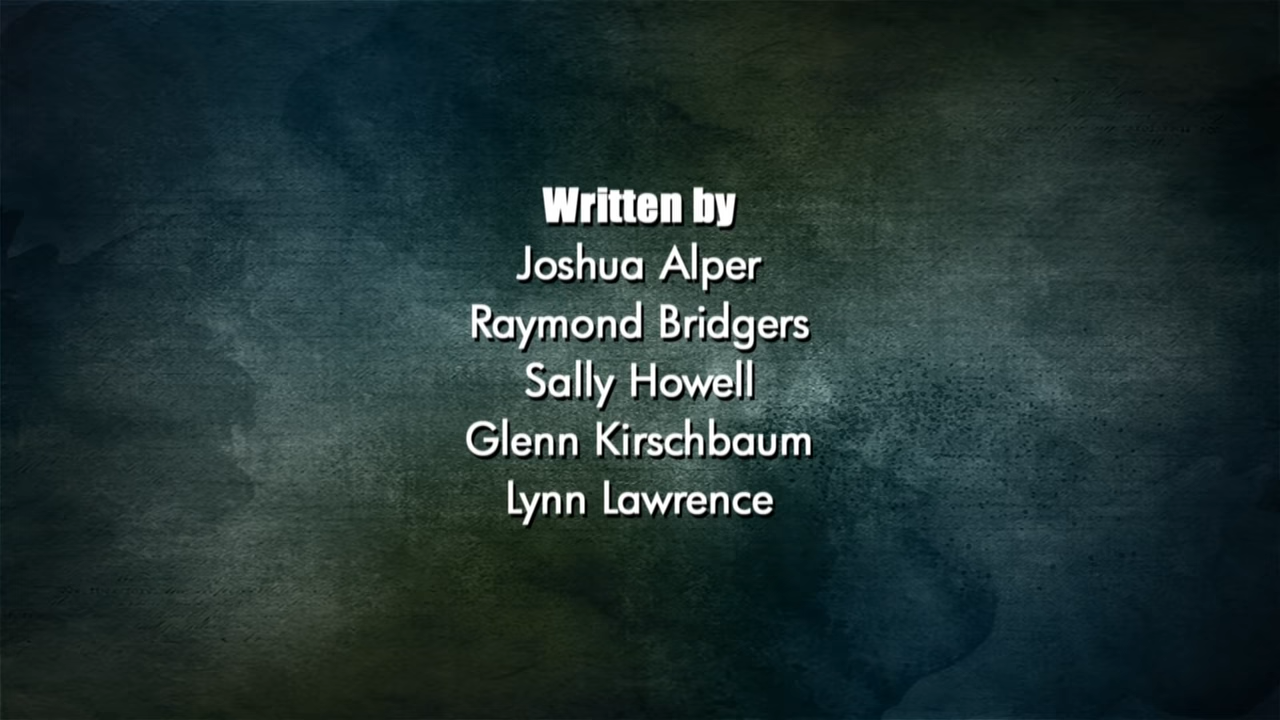 Written by
Joshua Alper
Raymond Bridgers
Sally Howell
Glenn Kirschbaum
Lynn Lawrence